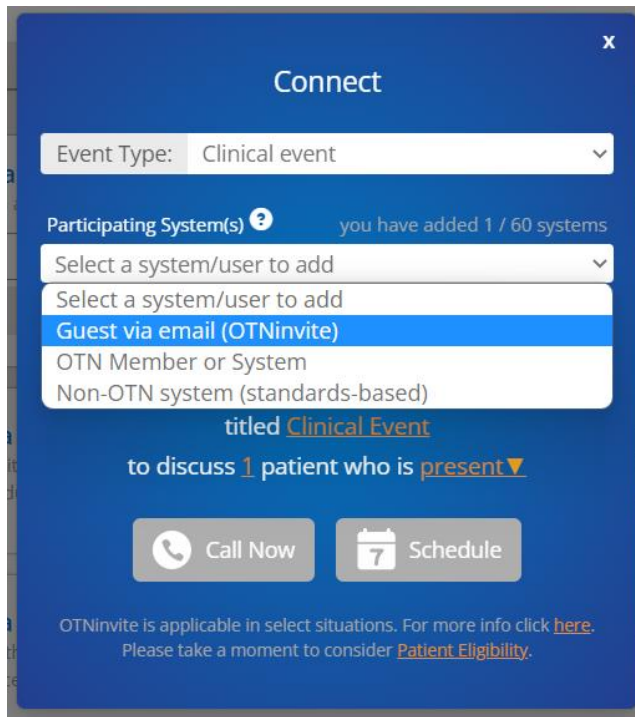 x
Connect
Event Type: Clinical event
Participating System(s) ? you have added 1 / 60 systems
Select a system/user to add
Select a system/user to add
Guest via email (OTNinvite)
OTN Member or System
Non-OTN system (standards-based)
titled Clinical Event
to discuss 1 patient who is present▼
Call Now 7 Schedule
OTNinvite is applicable in select situations. For more info click here.
Please take a moment to consider Patient Eligibility.